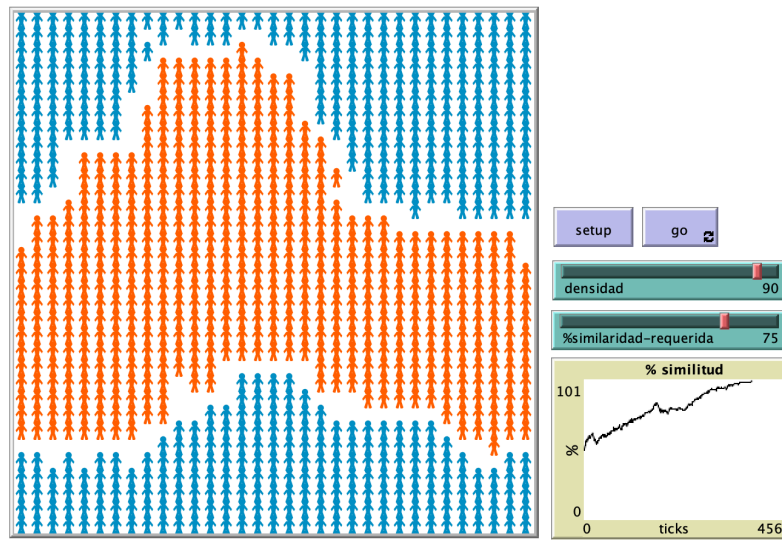 setup
go
densidad 90
%similaridad-requerida 75
% similitud
101
%
0
0 ticks 456